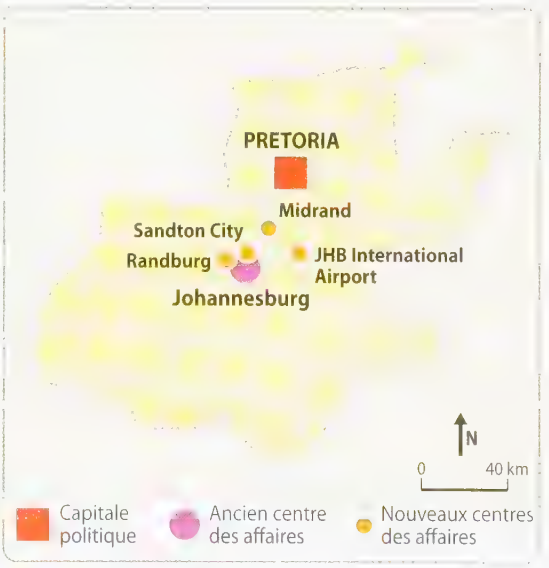 PRETORIA
Midrand
Sandton City
Randburg
JHB International
Airport
Johannesburg
N
0 40 km
Capitale
politique
Ancien centre
des affaires
Nouveaux centres
des affaires